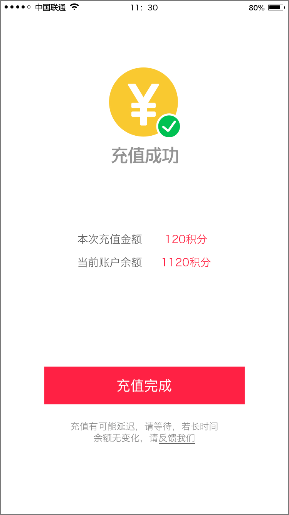 中国联通 11：30 80%
¥
充值成功
本次充值金额 120积分
当前账户余额 1120积分
充值完成
充值有可能延迟，请等待，若长时间
余额无变化，请反馈我们